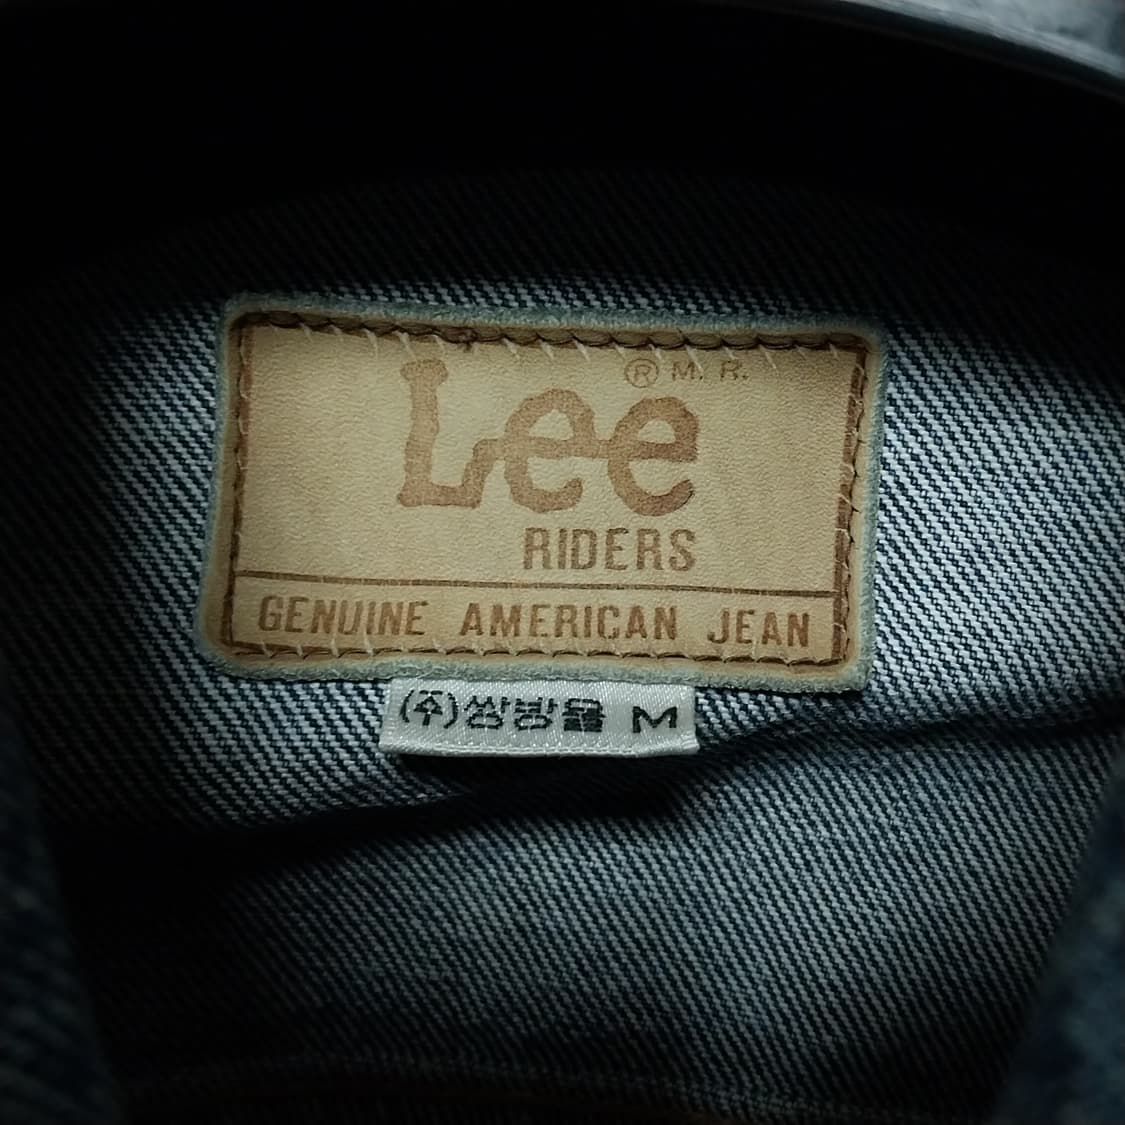 Lee ® M. R.
RIDERS
GENUINE AMERICAN JEAN
(주)쌍방울 M